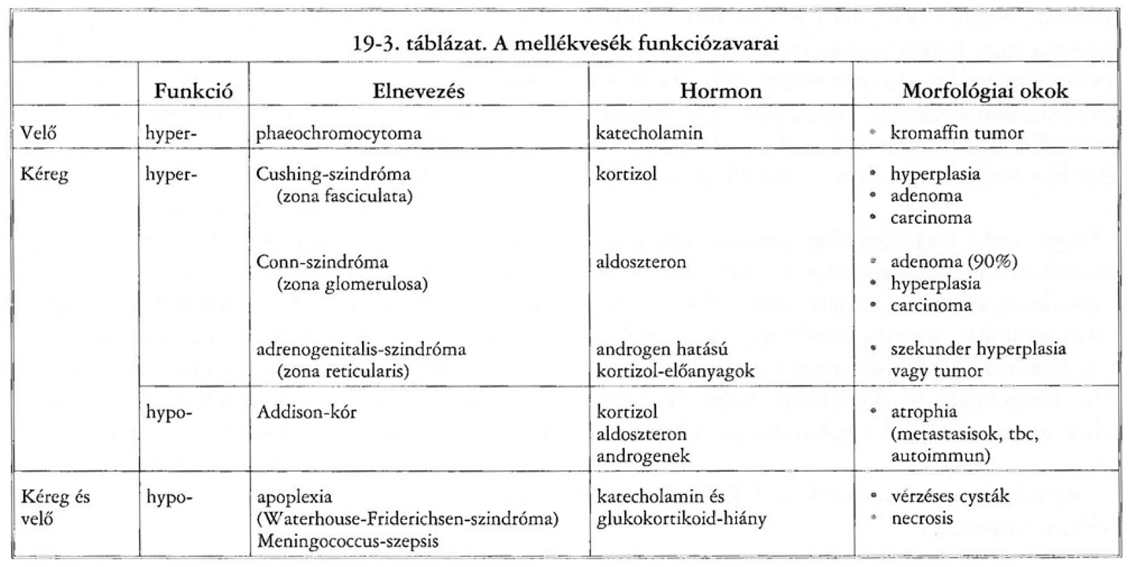 19-3. táblázat. A mellékvesék funkciózavarai
Funkció Elnevezés Hormon Morfológiai okok
Velő hyper- phaeochromocytoma katecholamin • kromaffin tumor
Kéreg hyper- Cushing-szindróma kortizol • hyperplasia
(zona fasciculata) • adenoma
• carcinoma
Conn-szindróma aldoszteron • adenoma (90%)
(zona glomerulosa) • hyperplasia
• carcinoma
adrenogenitalis-szindróma androgen hatású • szekunder hyperplasia
(zona reticularis) kortizol-előanyagok vagy tumor
hypo- Addison-kór kortizol • atrophia
aldoszteron (metastasisok, tbc,
androgenek autoimmun)
Kéreg és hypo- apoplexia katecholamin és • vérzéses cysták
velő (Waterhouse-Friderichsen-szindróma) glukokortikoid-hiány • necrosis
Meningococcus-szepsis